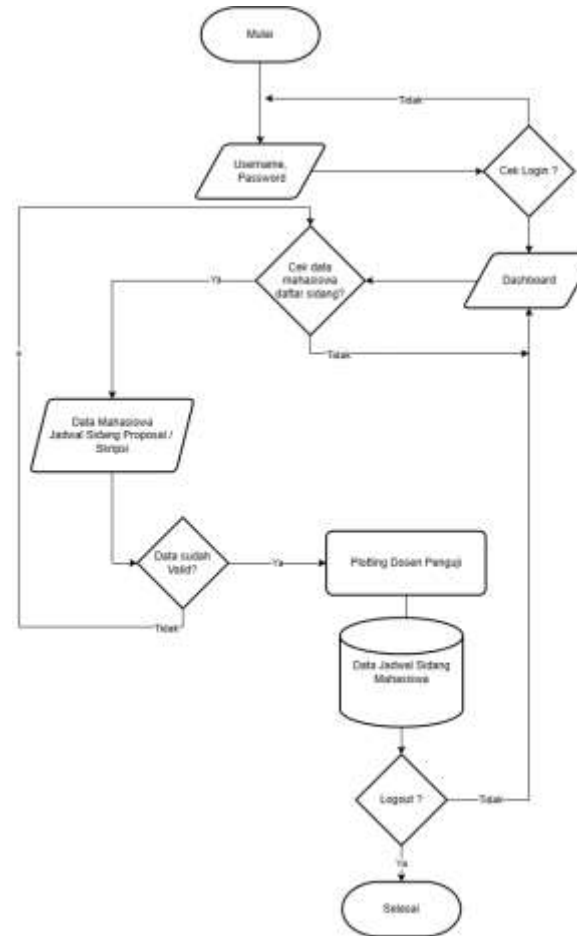 Mulai
Tidak
Username,
Password
Cek Login ?
Cek data
mahasiswa
daftar sidang?
Dashboard
Ya
Tidak
Data Mahasiswa
Jadwal Sidang Proposal /
Skripsi
Data sudah
Valid?
Ya
Plotting Dosen Penguji
Tidak
Data Jadwal Sidang
Mahasiswa
Logout ?
Tidak
Ya
Selesai